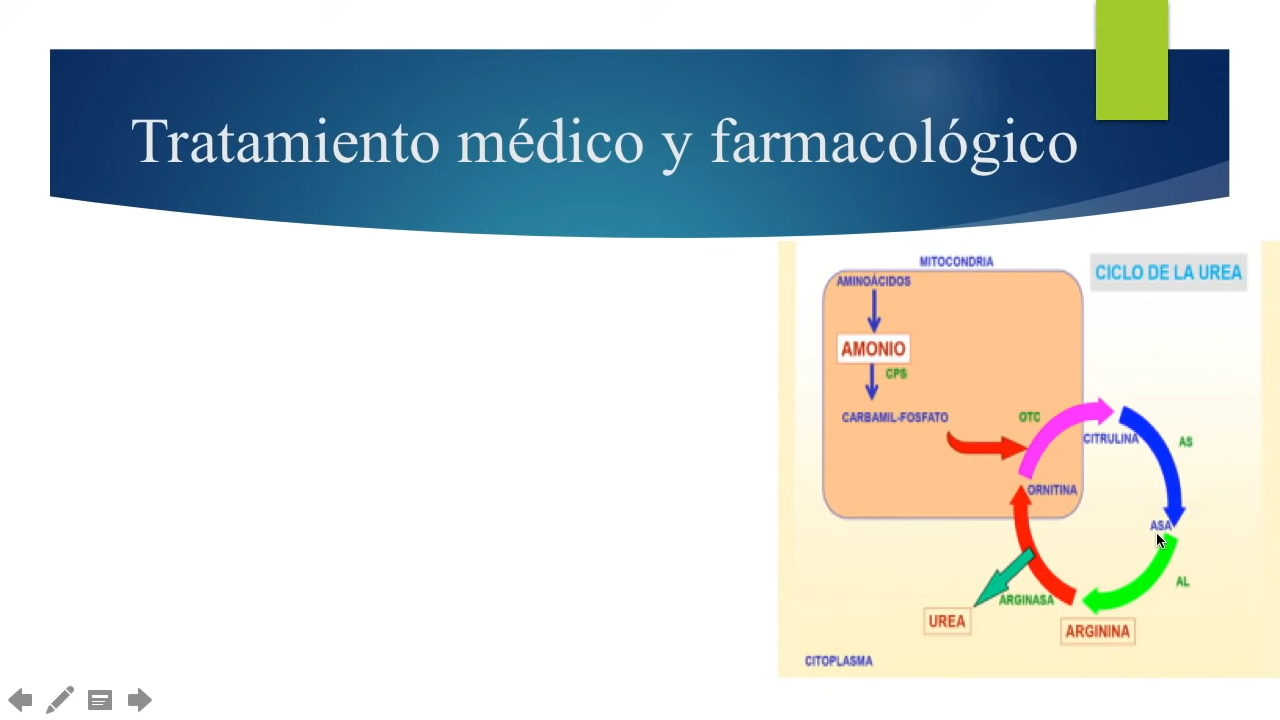 Tratamiento médico y farmacológico
MITOCONDRIA
CICLO DE LA UREA
AMINOÁCIDOS
AMONIO
CPS
CARBAMIL-FOSFATO
OTC
CITRULINA
AS
ORNITINA
ASA
AL
ARGINASA
UREA
ARGININA
CITOPLASMA